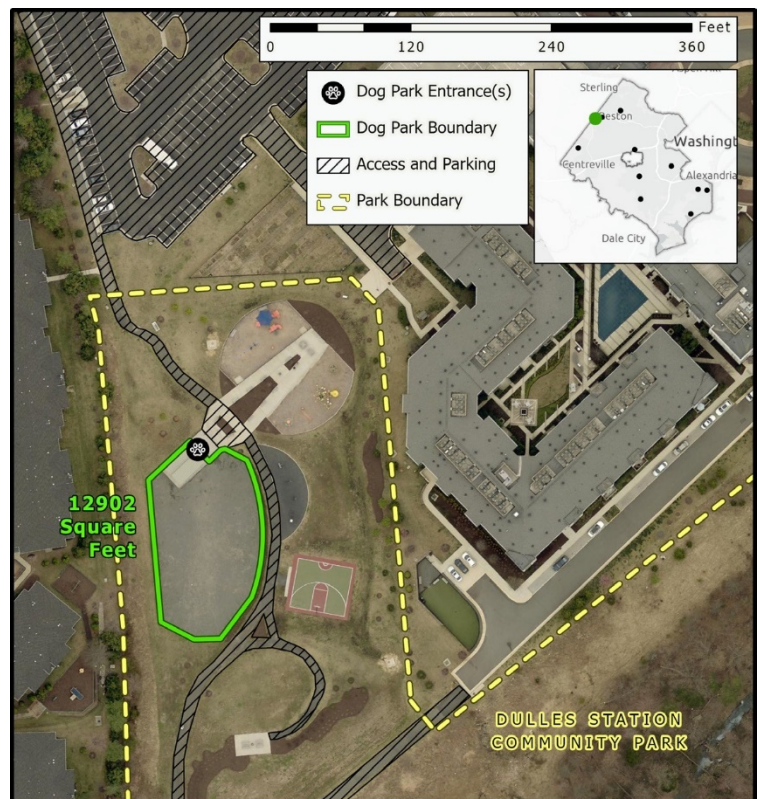 Feet
0 120 240 360
Dog Park Entrance(s)
Dog Park Boundary
Access and Parking
Park Boundary
Sterling
Reston
Washingt
Centreville
Alexandria
Dale City
12902
Square
Feet
DULLES STATION
COMMUNITY PARK